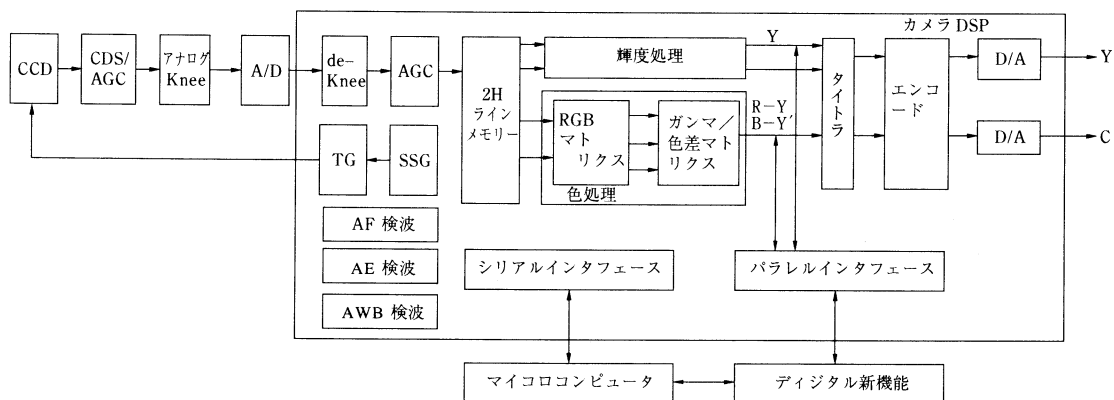 カメラ DSP
CCD
CDS/
AGC
アナログ
Knee
A/D
de-
Knee
AGC
2H
ライン
メモリー
輝度処理
Y
RGB
マト
リクス
ガンマ／
色差マト
リクス
色処理
R-Y
B-Y'
タイトラ
エンコ
ード
D/A
Y
D/A
C
TG
SSG
AF 検波
AE 検波
AWB 検波
シリアルインタフェース
パラレルインタフェース
マイコロコンピュータ
ディジタル新機能